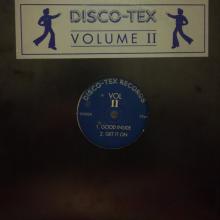 DISCO-TEX
VOLUME II
DISCO-TEX RECORDS
VOL
II
1. GOOD INSIDE
2. GET IT ON